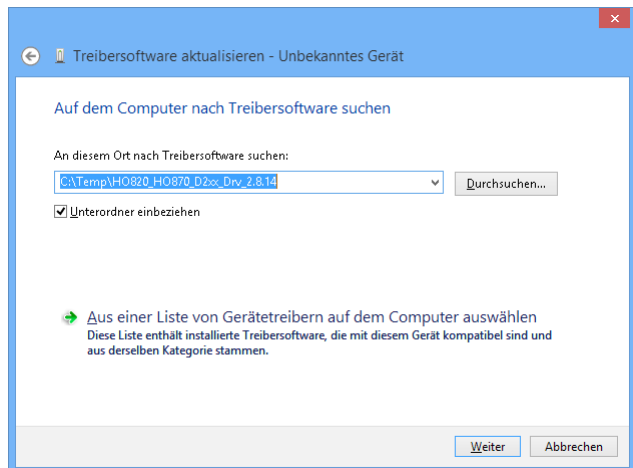 Treibersoftware aktualisieren - Unbekanntes Gerät
Auf dem Computer nach Treibersoftware suchen
An diesem Ort nach Treibersoftware suchen:
C:\Temp\HO820_HO870_D2xx_Drv_2.8.14
Durchsuchen...
Unterordner einbeziehen
Aus einer Liste von Gerätetreibern auf dem Computer auswählen
Diese Liste enthält installierte Treibersoftware, die mit diesem Gerät kompatibel sind und
aus derselben Kategorie stammen.
Weiter
Abbrechen